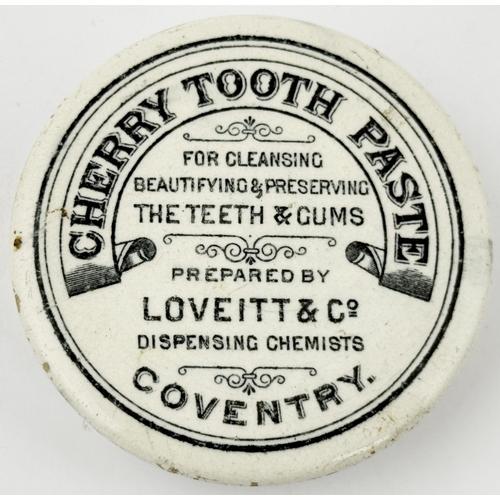 CHERRY TOOTH PASTE
FOR CLEANSING
BEAUTIFYING & PRESERVING
THE TEETH & GUMS
PREPARED BY
LOVEITT & Cº
DISPENSING CHEMISTS
COVENTRY.